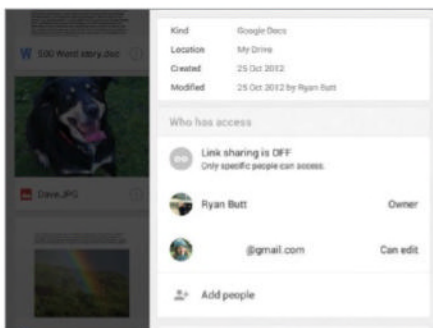 500 Word story.doc
Dave.JPG
Kind Google Docs
Location My Drive
Created 25 Oct 2012
Modified 25 Oct 2012 by Ryan Butt
Who has access
Link sharing is OFF
Only specific people can access.
Ryan Butt Owner
@gmail.com Can edit
Add people